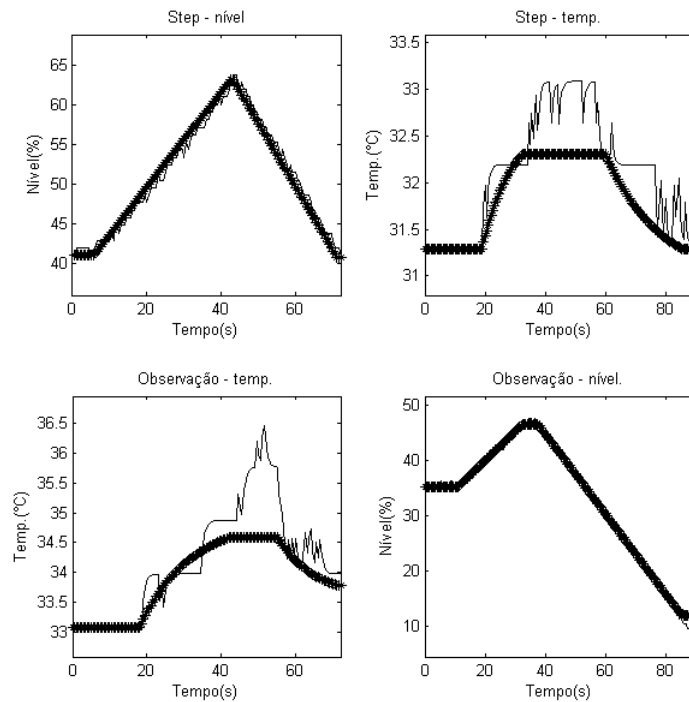 Step - nível
65
60
55
50
45
40
Nível(%)
0 20 40 60
Tempo(s)
Step - temp.
33.5
33
32.5
32
31.5
31
Temp.(°C)
0 20 40 60 80
Tempo(s)
Observação - temp.
36.5
36
35.5
35
34.5
34
33.5
33
Temp.(°C)
0 20 40 60
Tempo(s)
Observação - nível.
50
40
30
20
10
Nível(%)
0 20 40 60 80
Tempo(s)